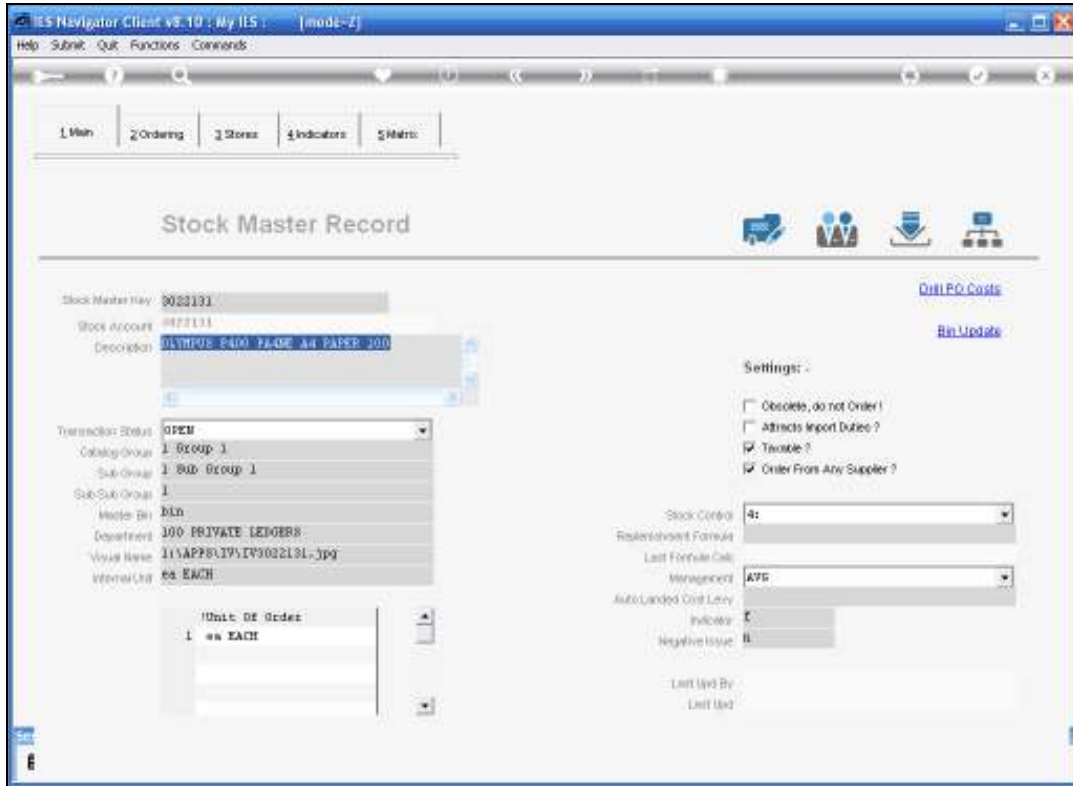 IES Navigator Client v8.10 : My IES : [mode-Z]
Help Submit Quit Functions Commands
1 Main 2 Ordering 3 Stores 4 Indicators 5 Matrix
Stock Master Record
Drill PO Costs
Stock Master Key 3022131
Stock Account 3022131
Bin Update
Description OLYMPUS P400 PA4NE A4 PAPER 100
Settings: -
Obsolete, do not Order !
Attracts Import Duties ?
Transaction Status OPEN
Taxable ?
Catalog Group 1 Group 1
Order From Any Supplier ?
Sub Group 1 Sub Group 1
Sub-Sub Group 1
Master Bin bin
Stock Control 4:
Department 100 PRIVATE LEDGERS
Replenishment Formula
Visual Name I:\APPS\IV\IV3022131.jpg
Last Formula Calc
Internal Unit ea EACH
Management AVG
Auto Landed Cost Levy
!Unit Of Order
Indicator
1 ea EACH
Negative Issue
Last Upd By
Last Upd